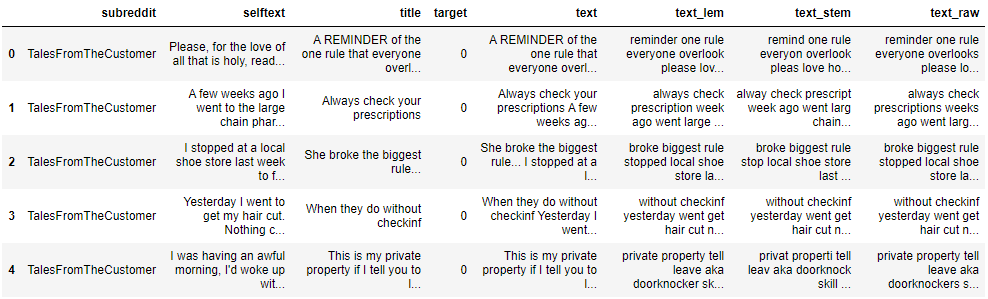 subreddit selftext title target text text_lem text_stem text_raw
0 TalesFromTheCustomer Please, for the love of all that is holy, read... A REMINDER of the one rule that everyone overl... 0 A REMINDER of the one rule that everyone overl... reminder one rule everyone overlook please lov... remind one rule everyon overlook pleas love ho... reminder one rule everyone overlooks please lo...
1 TalesFromTheCustomer A few weeks ago I went to the large chain phar... Always check your prescriptions 0 Always check your prescriptions A few weeks ag... always check prescription week ago went large ... alway check prescript week ago went larg chain... always check prescriptions weeks ago went larg...
2 TalesFromTheCustomer I stopped at a local shoe store last week to f... She broke the biggest rule... 0 She broke the biggest rule... I stopped at a l... broke biggest rule stopped local shoe store la... broke biggest rule stop local shoe store last ... broke biggest rule stopped local shoe store la...
3 TalesFromTheCustomer Yesterday I went to get my hair cut. Nothing c... When they do without checkinf 0 When they do without checkinf Yesterday I went... without checkinf yesterday went get hair cut n... without checkinf yesterday went get hair cut n... without checkinf yesterday went get hair cut n...
4 TalesFromTheCustomer I was having an awful morning, I'd woke up wit... This is my private property if I tell you to l... 0 This is my private property if I tell you to l... private property tell leave aka doorknocker sk... privat properti tell leav aka doorknock skill ... private property tell leave aka doorknockers s...